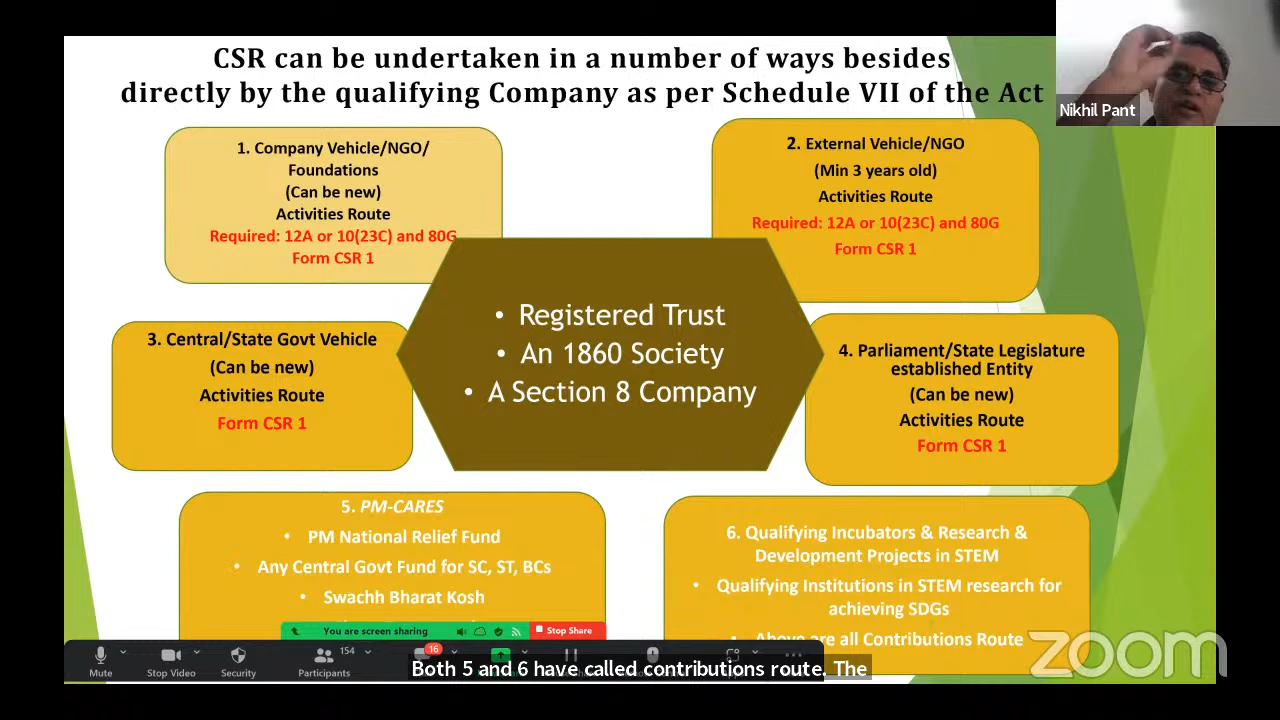 CSR can be undertaken in a number of ways besides
directly by the qualifying Company as per Schedule VII of the Act
Nikhil Pant
1. Company Vehicle/NGO/
Foundations
(Can be new)
Activities Route
Required: 12A or 10(23C) and 80G
Form CSR 1
2. External Vehicle/NGO
(Min 3 years old)
Activities Route
Required: 12A or 10(23C) and 80G
Form CSR 1
• Registered Trust
• An 1860 Society
• A Section 8 Company
3. Central/State Govt Vehicle
(Can be new)
Activities Route
Form CSR 1
4. Parliament/State Legislature
established Entity
(Can be new)
Activities Route
Form CSR 1
5. PM-CARES
• PM National Relief Fund
• Any Central Govt Fund for SC, ST, BCs
• Swachh Bharat Kosh
6. Qualifying Incubators & Research &
Development Projects in STEM
• Qualifying Institutions in STEM research for
achieving SDGs
• Above are all Contributions Route
You are screen sharing
Stop Share
Mute
Stop Video
Security
154
Participants
16
Both 5 and 6 have called contributions route. The
zoom